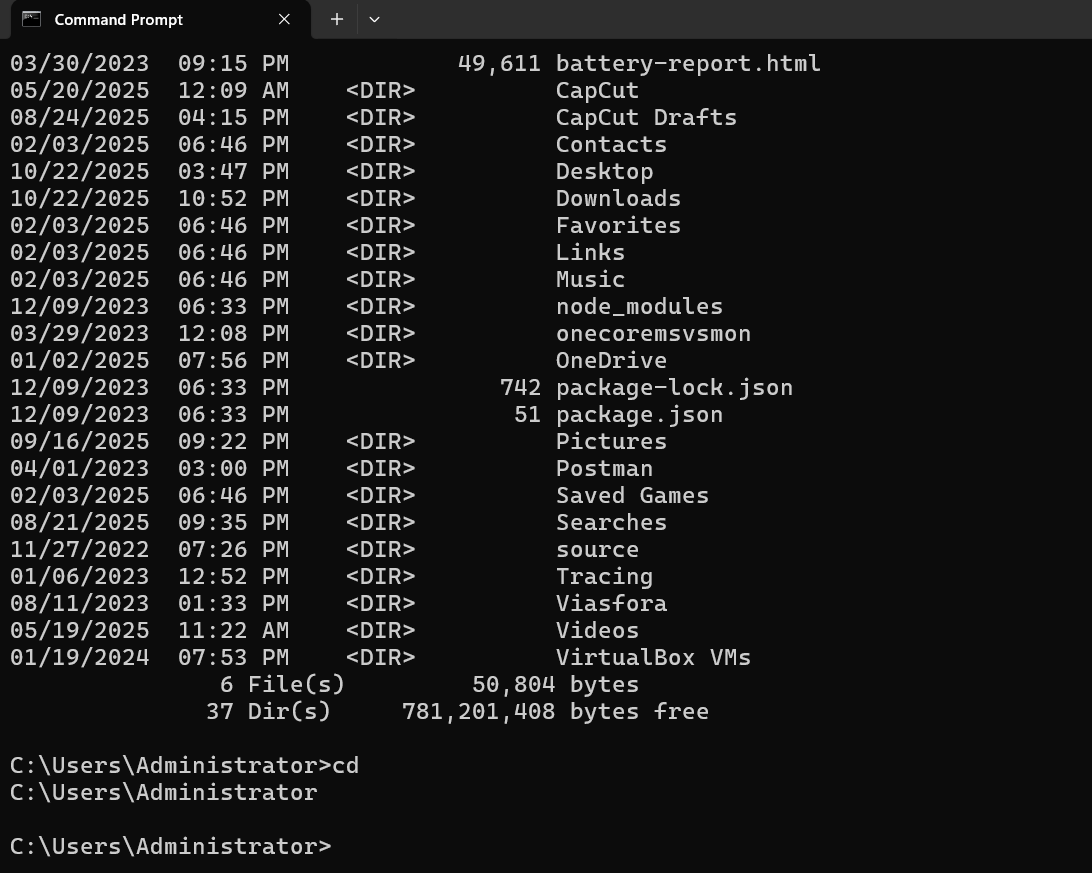 Command Prompt
03/30/2023  09:15 PM            49,611 battery-report.html
05/20/2025  12:09 AM    <DIR>          CapCut
08/24/2025  04:15 PM    <DIR>          CapCut Drafts
02/03/2025  06:46 PM    <DIR>          Contacts
10/22/2025  03:47 PM    <DIR>          Desktop
10/22/2025  10:52 PM    <DIR>          Downloads
02/03/2025  06:46 PM    <DIR>          Favorites
02/03/2025  06:46 PM    <DIR>          Links
02/03/2025  06:46 PM    <DIR>          Music
12/09/2023  06:33 PM    <DIR>          node_modules
03/29/2023  12:08 PM    <DIR>          onecoremsvsmon
01/02/2025  07:56 PM    <DIR>          OneDrive
12/09/2023  06:33 PM               742 package-lock.json
12/09/2023  06:33 PM                51 package.json
09/16/2025  09:22 PM    <DIR>          Pictures
04/01/2023  03:00 PM    <DIR>          Postman
02/03/2025  06:46 PM    <DIR>          Saved Games
08/21/2025  09:35 PM    <DIR>          Searches
11/27/2022  07:26 PM    <DIR>          source
01/06/2023  12:52 PM    <DIR>          Tracing
08/11/2023  01:33 PM    <DIR>          Viasfora
05/19/2025  11:22 AM    <DIR>          Videos
01/19/2024  07:53 PM    <DIR>          VirtualBox VMs
               6 File(s)         50,804 bytes
              37 Dir(s)     781,201,408 bytes free
C:\Users\Administrator>cd
C:\Users\Administrator
C:\Users\Administrator>